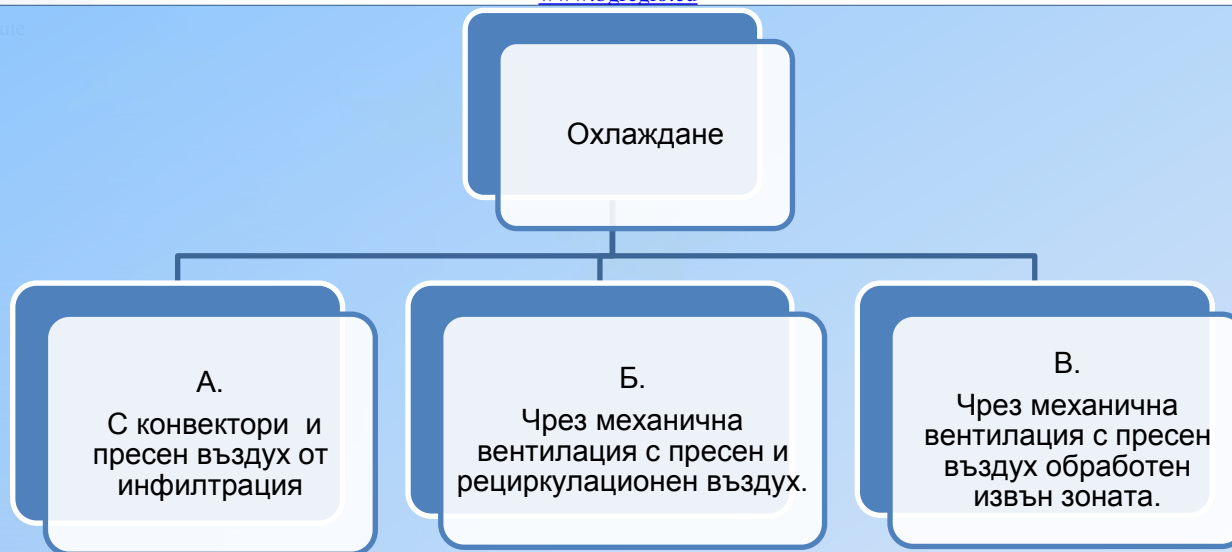 Охлаждане
А.
С конвектори и
пресен въздух от
инфилтрация
Б.
Чрез механична
вентилация с пресен и
рециркулационен въздух.
В.
Чрез механична
вентилация с пресен
въздух обработен
извън зоната.